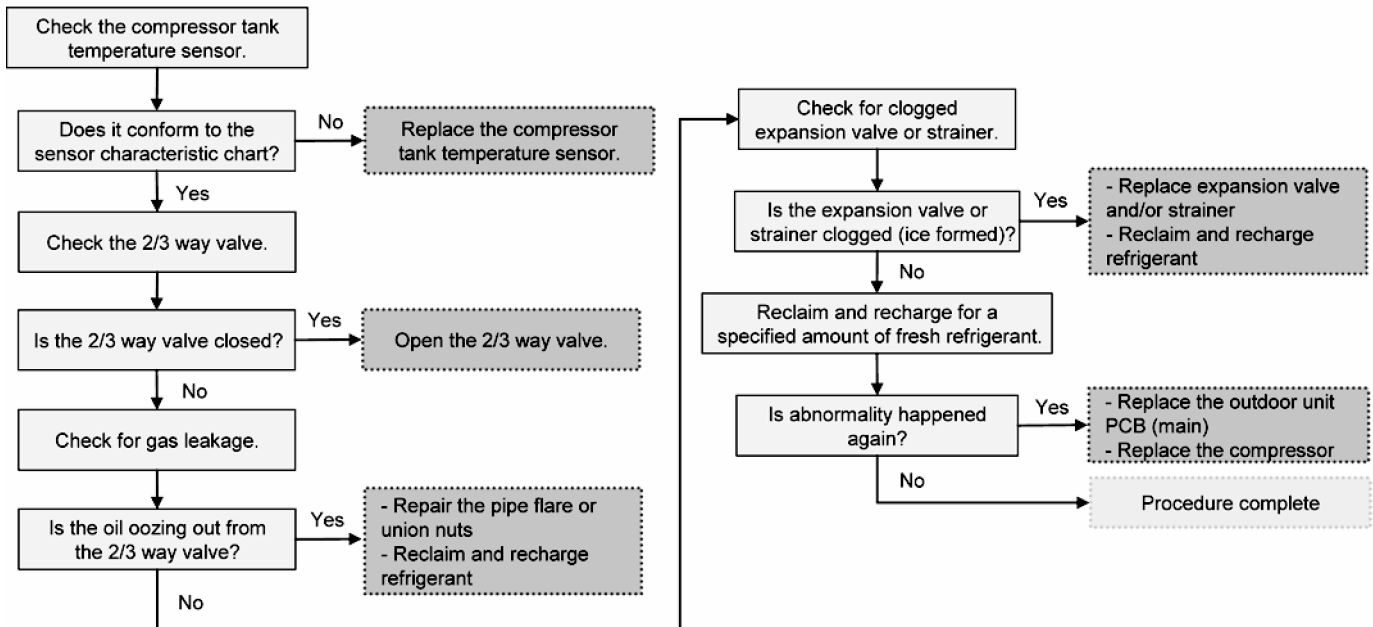 Check the compressor tank
temperature sensor.
Does it conform to the
sensor characteristic chart?
No
Replace the compressor
tank temperature sensor.
Yes
Check the 2/3 way valve.
Is the 2/3 way valve closed?
Yes
Open the 2/3 way valve.
No
Check for gas leakage.
Is the oil oozing out from
the 2/3 way valve?
Yes
- Repair the pipe flare or
union nuts
- Reclaim and recharge
refrigerant
No
Check for clogged
expansion valve or strainer.
Is the expansion valve or
strainer clogged (ice formed)?
Yes
- Replace expansion valve
and/or strainer
- Reclaim and recharge
refrigerant
No
Reclaim and recharge for a
specified amount of fresh refrigerant.
Is abnormality happened
again?
Yes
- Replace the outdoor unit
PCB (main)
- Replace the compressor
No
Procedure complete